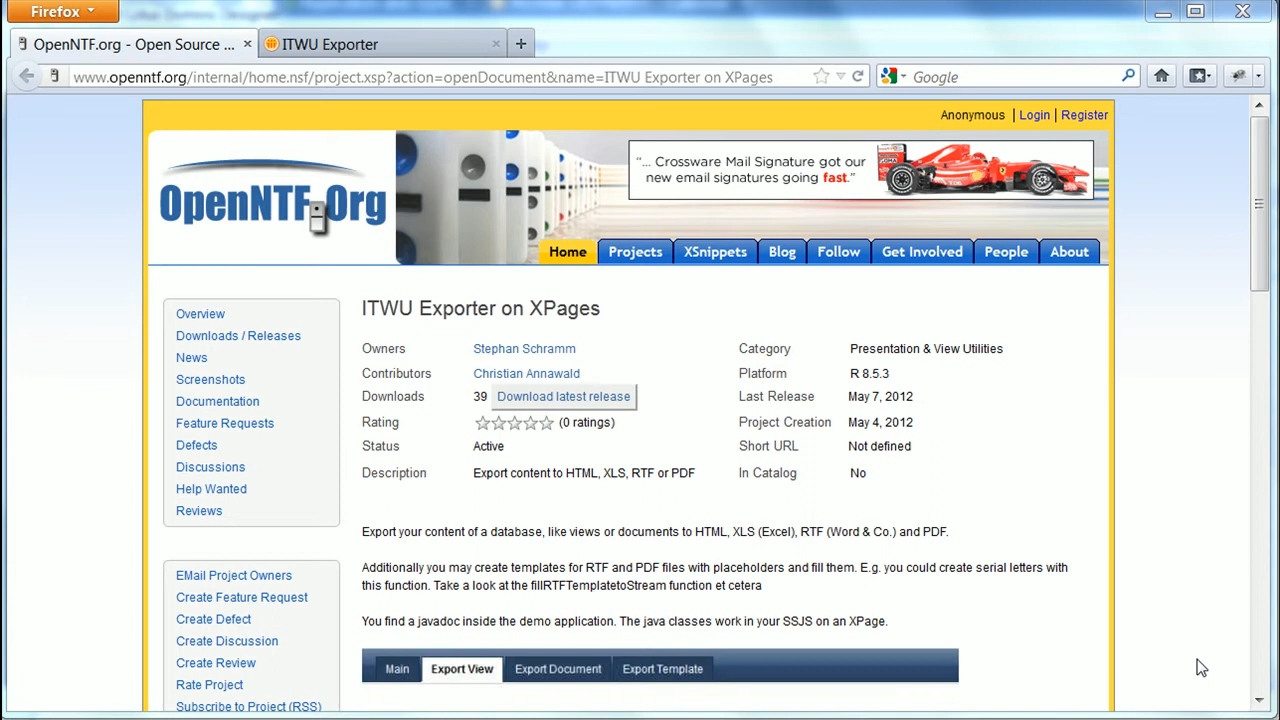 Firefox
OpenNTF.org - Open Source ...
ITWU Exporter
www.openntf.org/internal/home.nsf/project.xsp?action=openDocument&name=ITWU Exporter on XPages
Google
Anonymous | Login | Register
OpenNTF.Org
"... Crossware Mail Signature got our
new email signatures going fast."
Home
Projects
XSnippets
Blog
Follow
Get Involved
People
About
Overview
Downloads / Releases
News
Screenshots
Documentation
Feature Requests
Defects
Discussions
Help Wanted
Reviews
EMail Project Owners
Create Feature Request
Create Defect
Create Discussion
Create Review
Rate Project
Subscribe to Project (RSS)
ITWU Exporter on XPages
Owners Stephan Schramm Category Presentation & View Utilities
Contributors Christian Annawald Platform R 8.5.3
Downloads 39 Download latest release Last Release May 7, 2012
Rating (0 ratings) Project Creation May 4, 2012
Status Active Short URL Not defined
Description Export content to HTML, XLS, RTF or PDF In Catalog No
Export your content of a database, like views or documents to HTML, XLS (Excel), RTF (Word & Co.) and PDF.
Additionally you may create templates for RTF and PDF files with placeholders and fill them. E.g. you could create serial letters with
this function. Take a look at the fillRTFTemplatetoStream function et cetera
You find a javadoc inside the demo application. The java classes work in your SSJS on an XPage.
Main
Export View
Export Document
Export Template